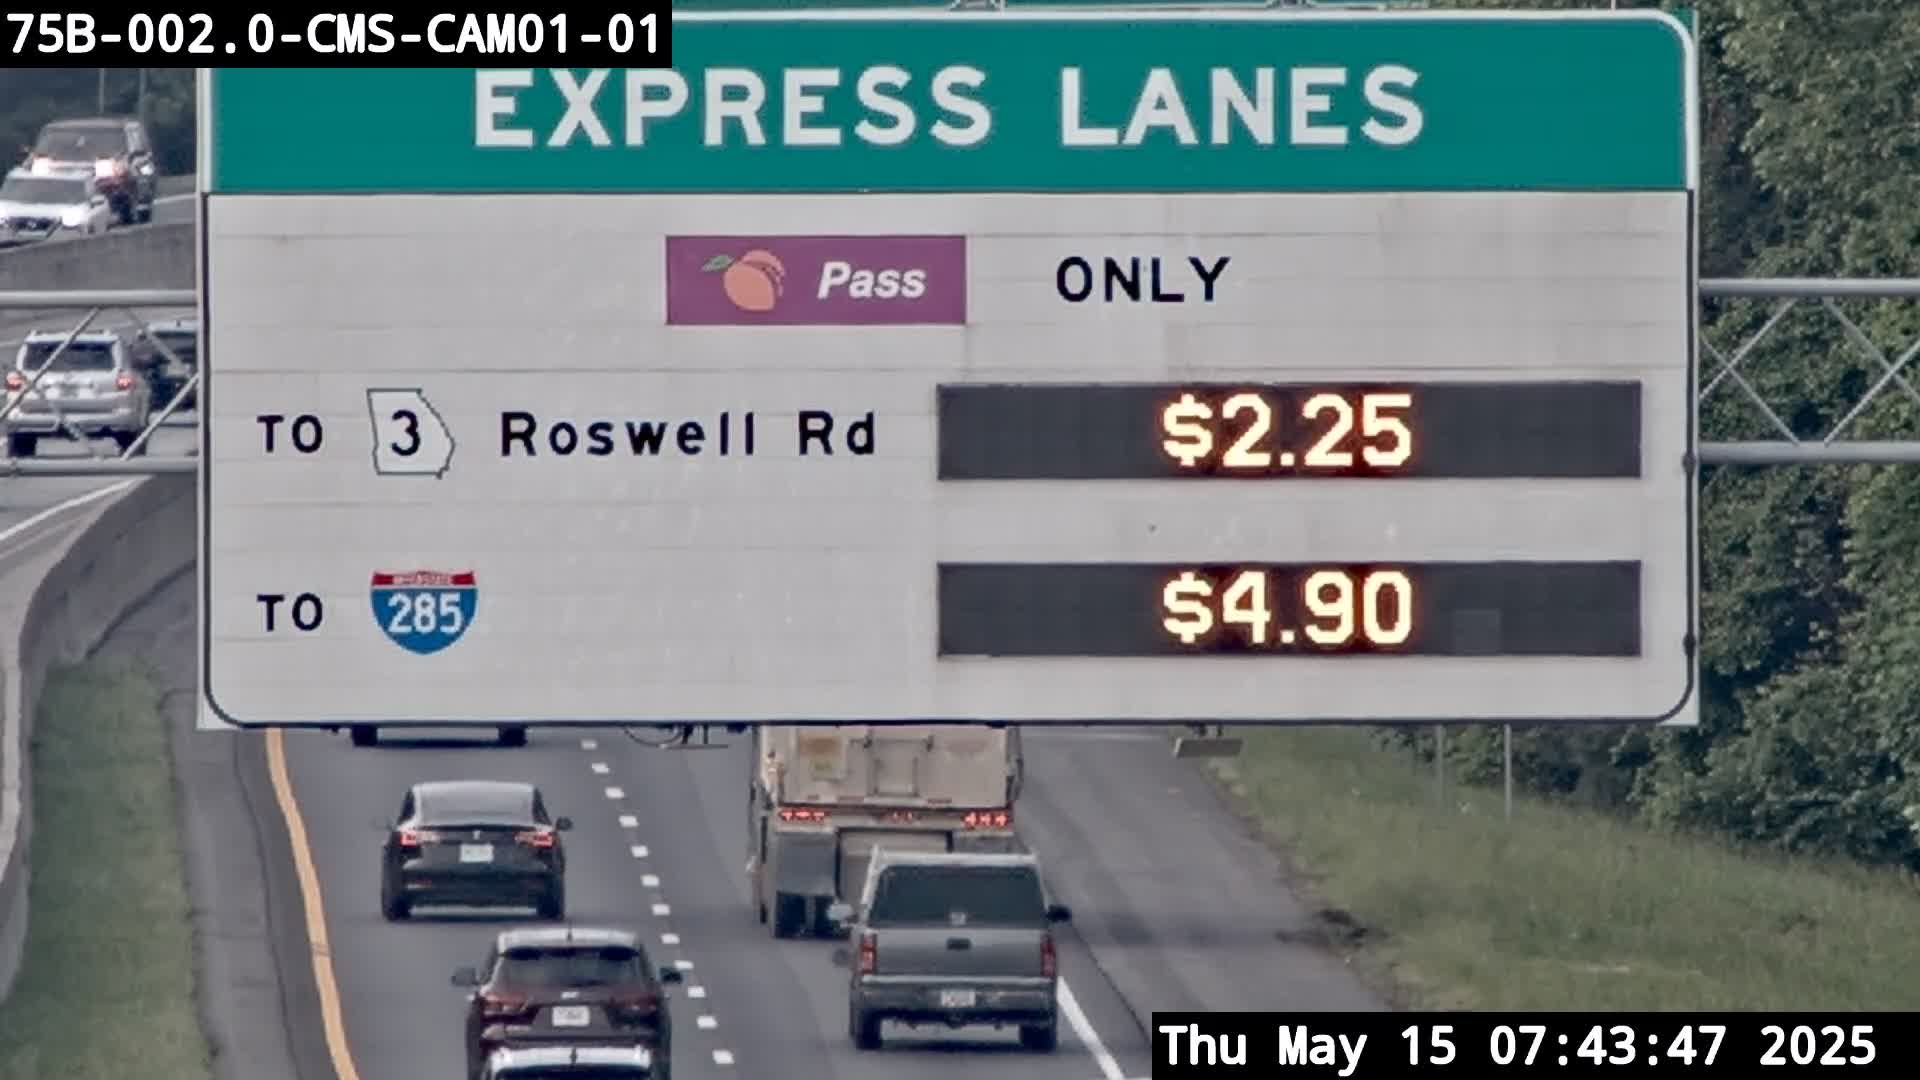 75B-002.0-CMS-CAM01-01
EXPRESS LANES
Pass ONLY
TO 3 Roswell Rd $2.25
TO INTERSTATE 285 $4.90
Thu May 15 07:43:47 2025